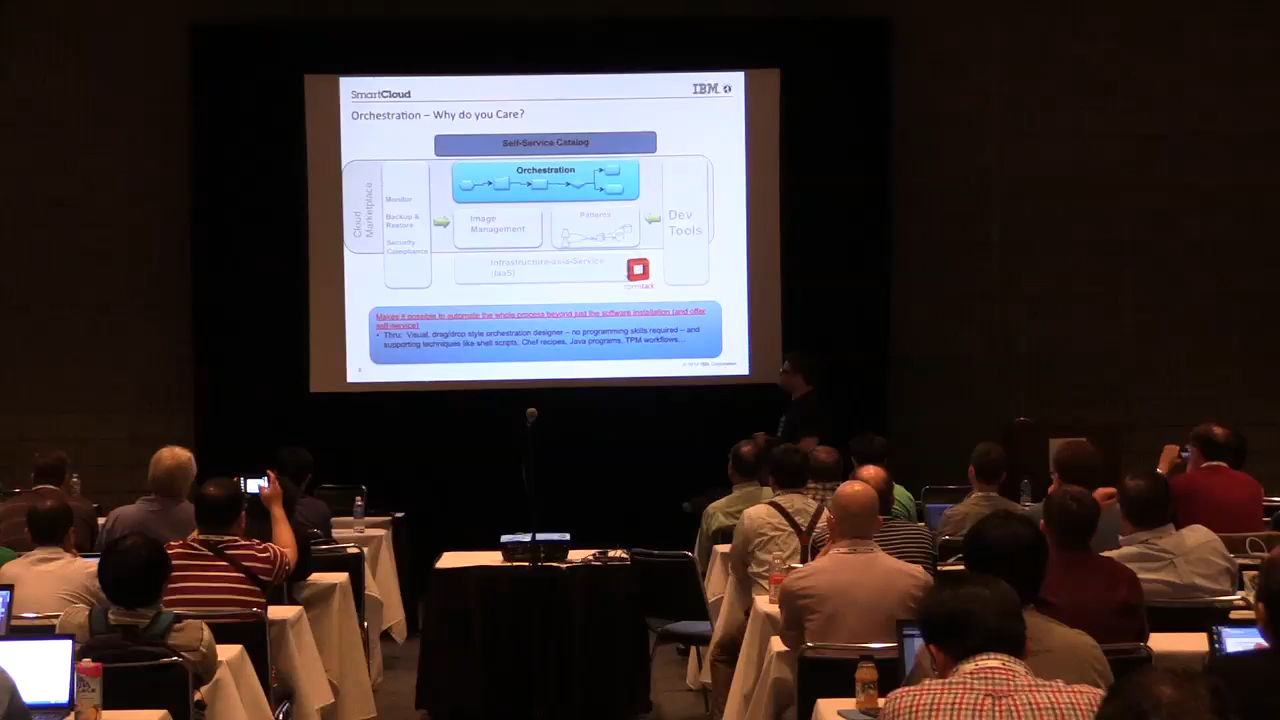 SmartCloud
IBM
Orchestration – Why do you Care?
Self-Service Catalog
Orchestration
Cloud
Marketplace
Monitor
Backup &
Restore
Security
Compliance
Image
Management
Patterns
Dev
Tools
Infrastructure-as-a-Service
(IaaS)
openstack
Makes it possible to automate the whole process beyond just the software installation (and offer
self-service)
• Thru: Visual, drag/drop style orchestration designer – no programming skills required – and
supporting techniques like shell scripts, Chef recipes, Java programs, TPM workflows…
IBM Corporation